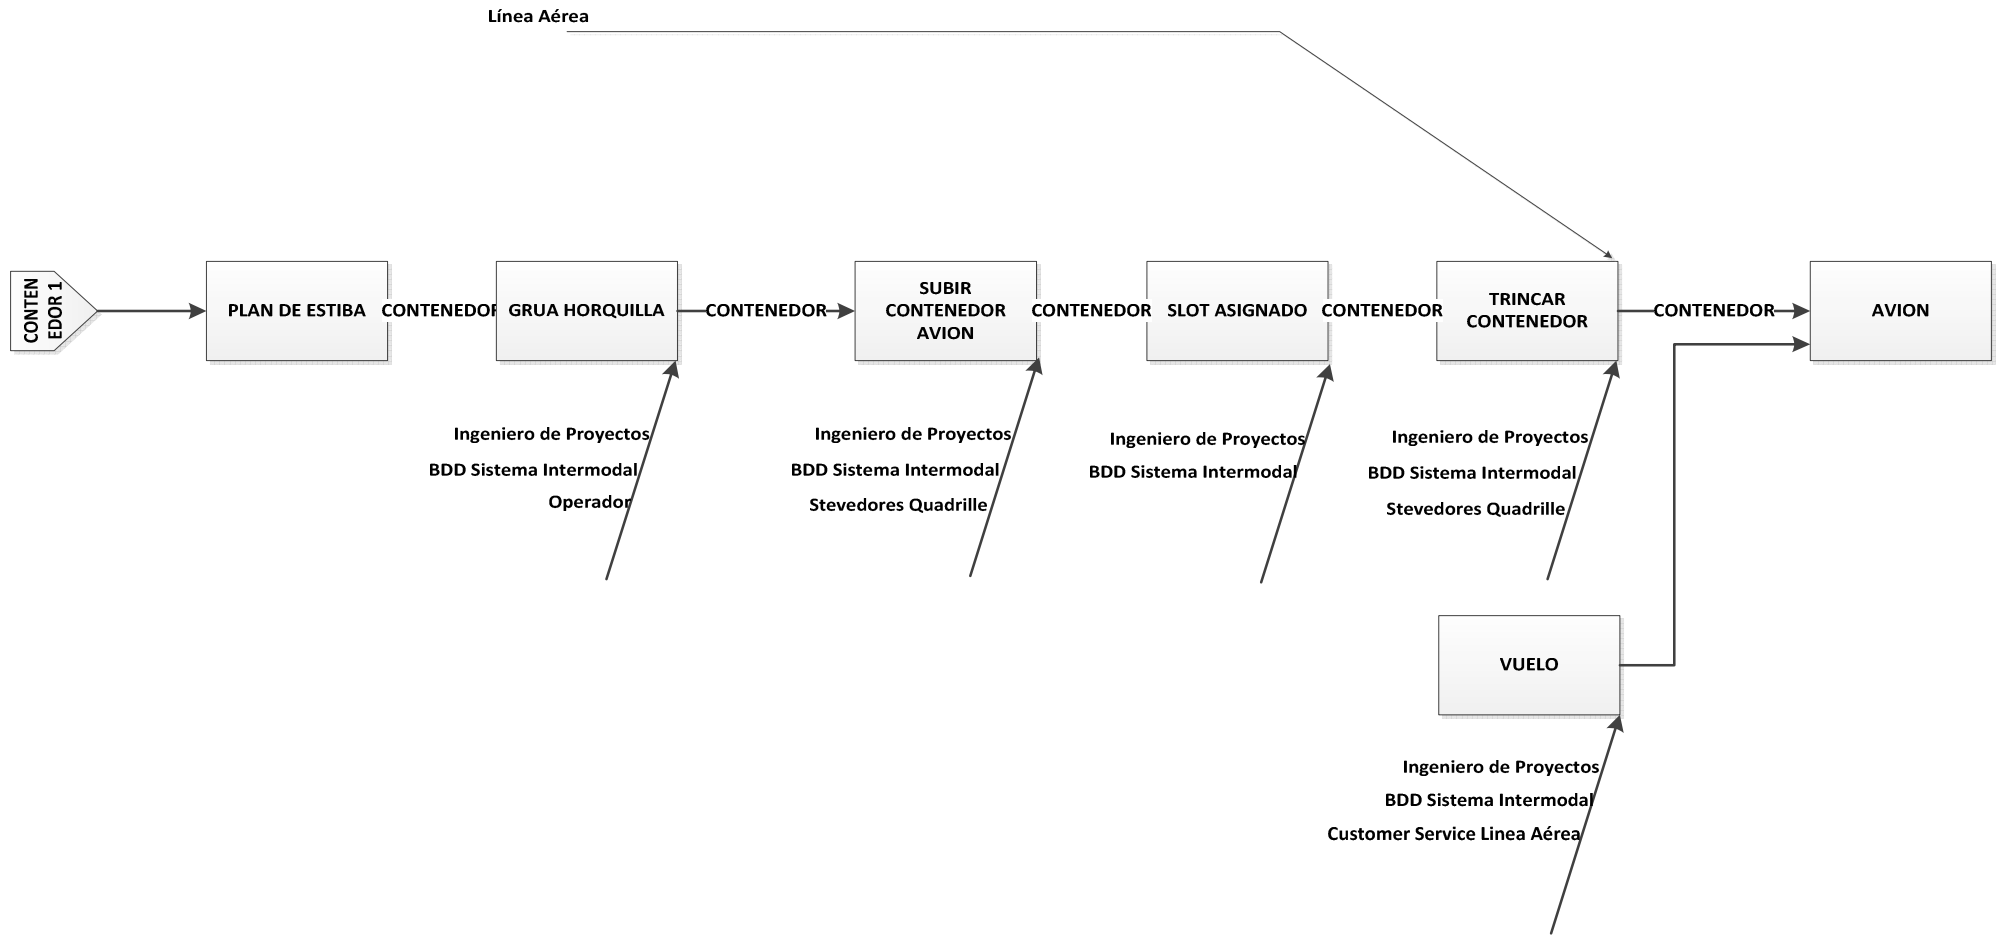 Línea Aérea
CONTEN
EDOR 1
PLAN DE ESTIBA
CONTENEDOR
GRUA HORQUILLA
CONTENEDOR
SUBIR
CONTENEDOR
AVION
CONTENEDOR
SLOT ASIGNADO
CONTENEDOR
TRINCAR
CONTENEDOR
CONTENEDOR
AVION
Ingeniero de Proyectos
BDD Sistema Intermodal
Operador
Ingeniero de Proyectos
BDD Sistema Intermodal
Stevedores Quadrille
Ingeniero de Proyectos
BDD Sistema Intermodal
Ingeniero de Proyectos
BDD Sistema Intermodal
Stevedores Quadrille
VUELO
Ingeniero de Proyectos
BDD Sistema Intermodal
Customer Service Linea Aérea